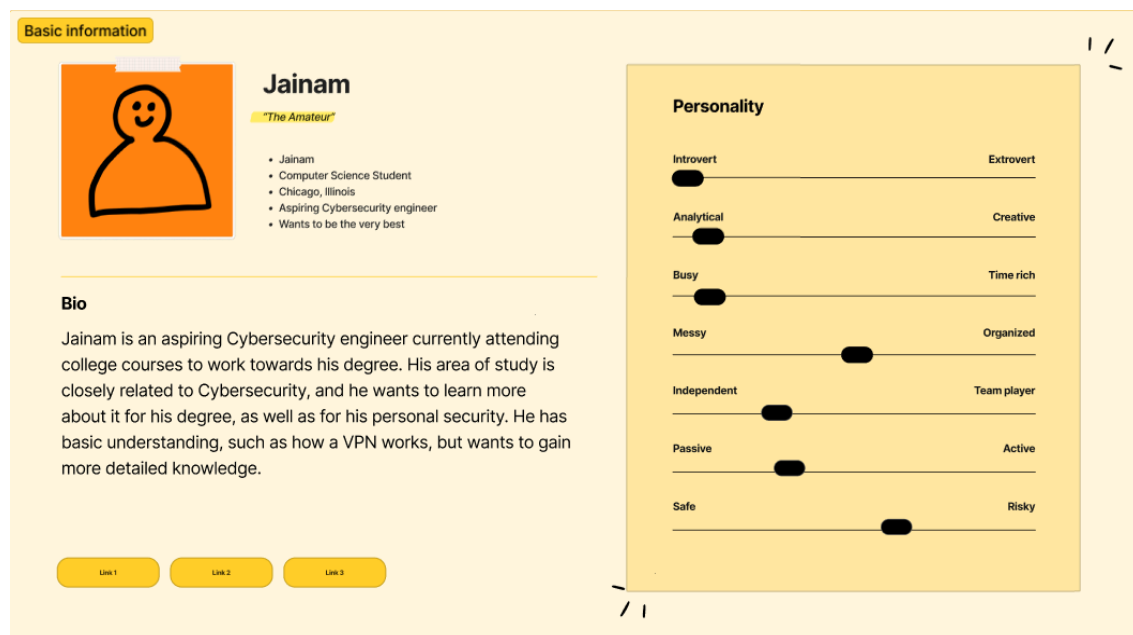 Basic information
Jainam
"The Amateur"
• Jainam
• Computer Science Student
• Chicago, Illinois
• Aspiring Cybersecurity engineer
• Wants to be the very best
Bio
Jainam is an aspiring Cybersecurity engineer currently attending
college courses to work towards his degree. His area of study is
closely related to Cybersecurity, and he wants to learn more
about it for his degree, as well as for his personal security. He has
basic understanding, such as how a VPN works, but wants to gain
more detailed knowledge.
Link 1 Link 2 Link 3
Personality
Introvert Extrovert
Analytical Creative
Busy Time rich
Messy Organized
Independent Team player
Passive Active
Safe Risky